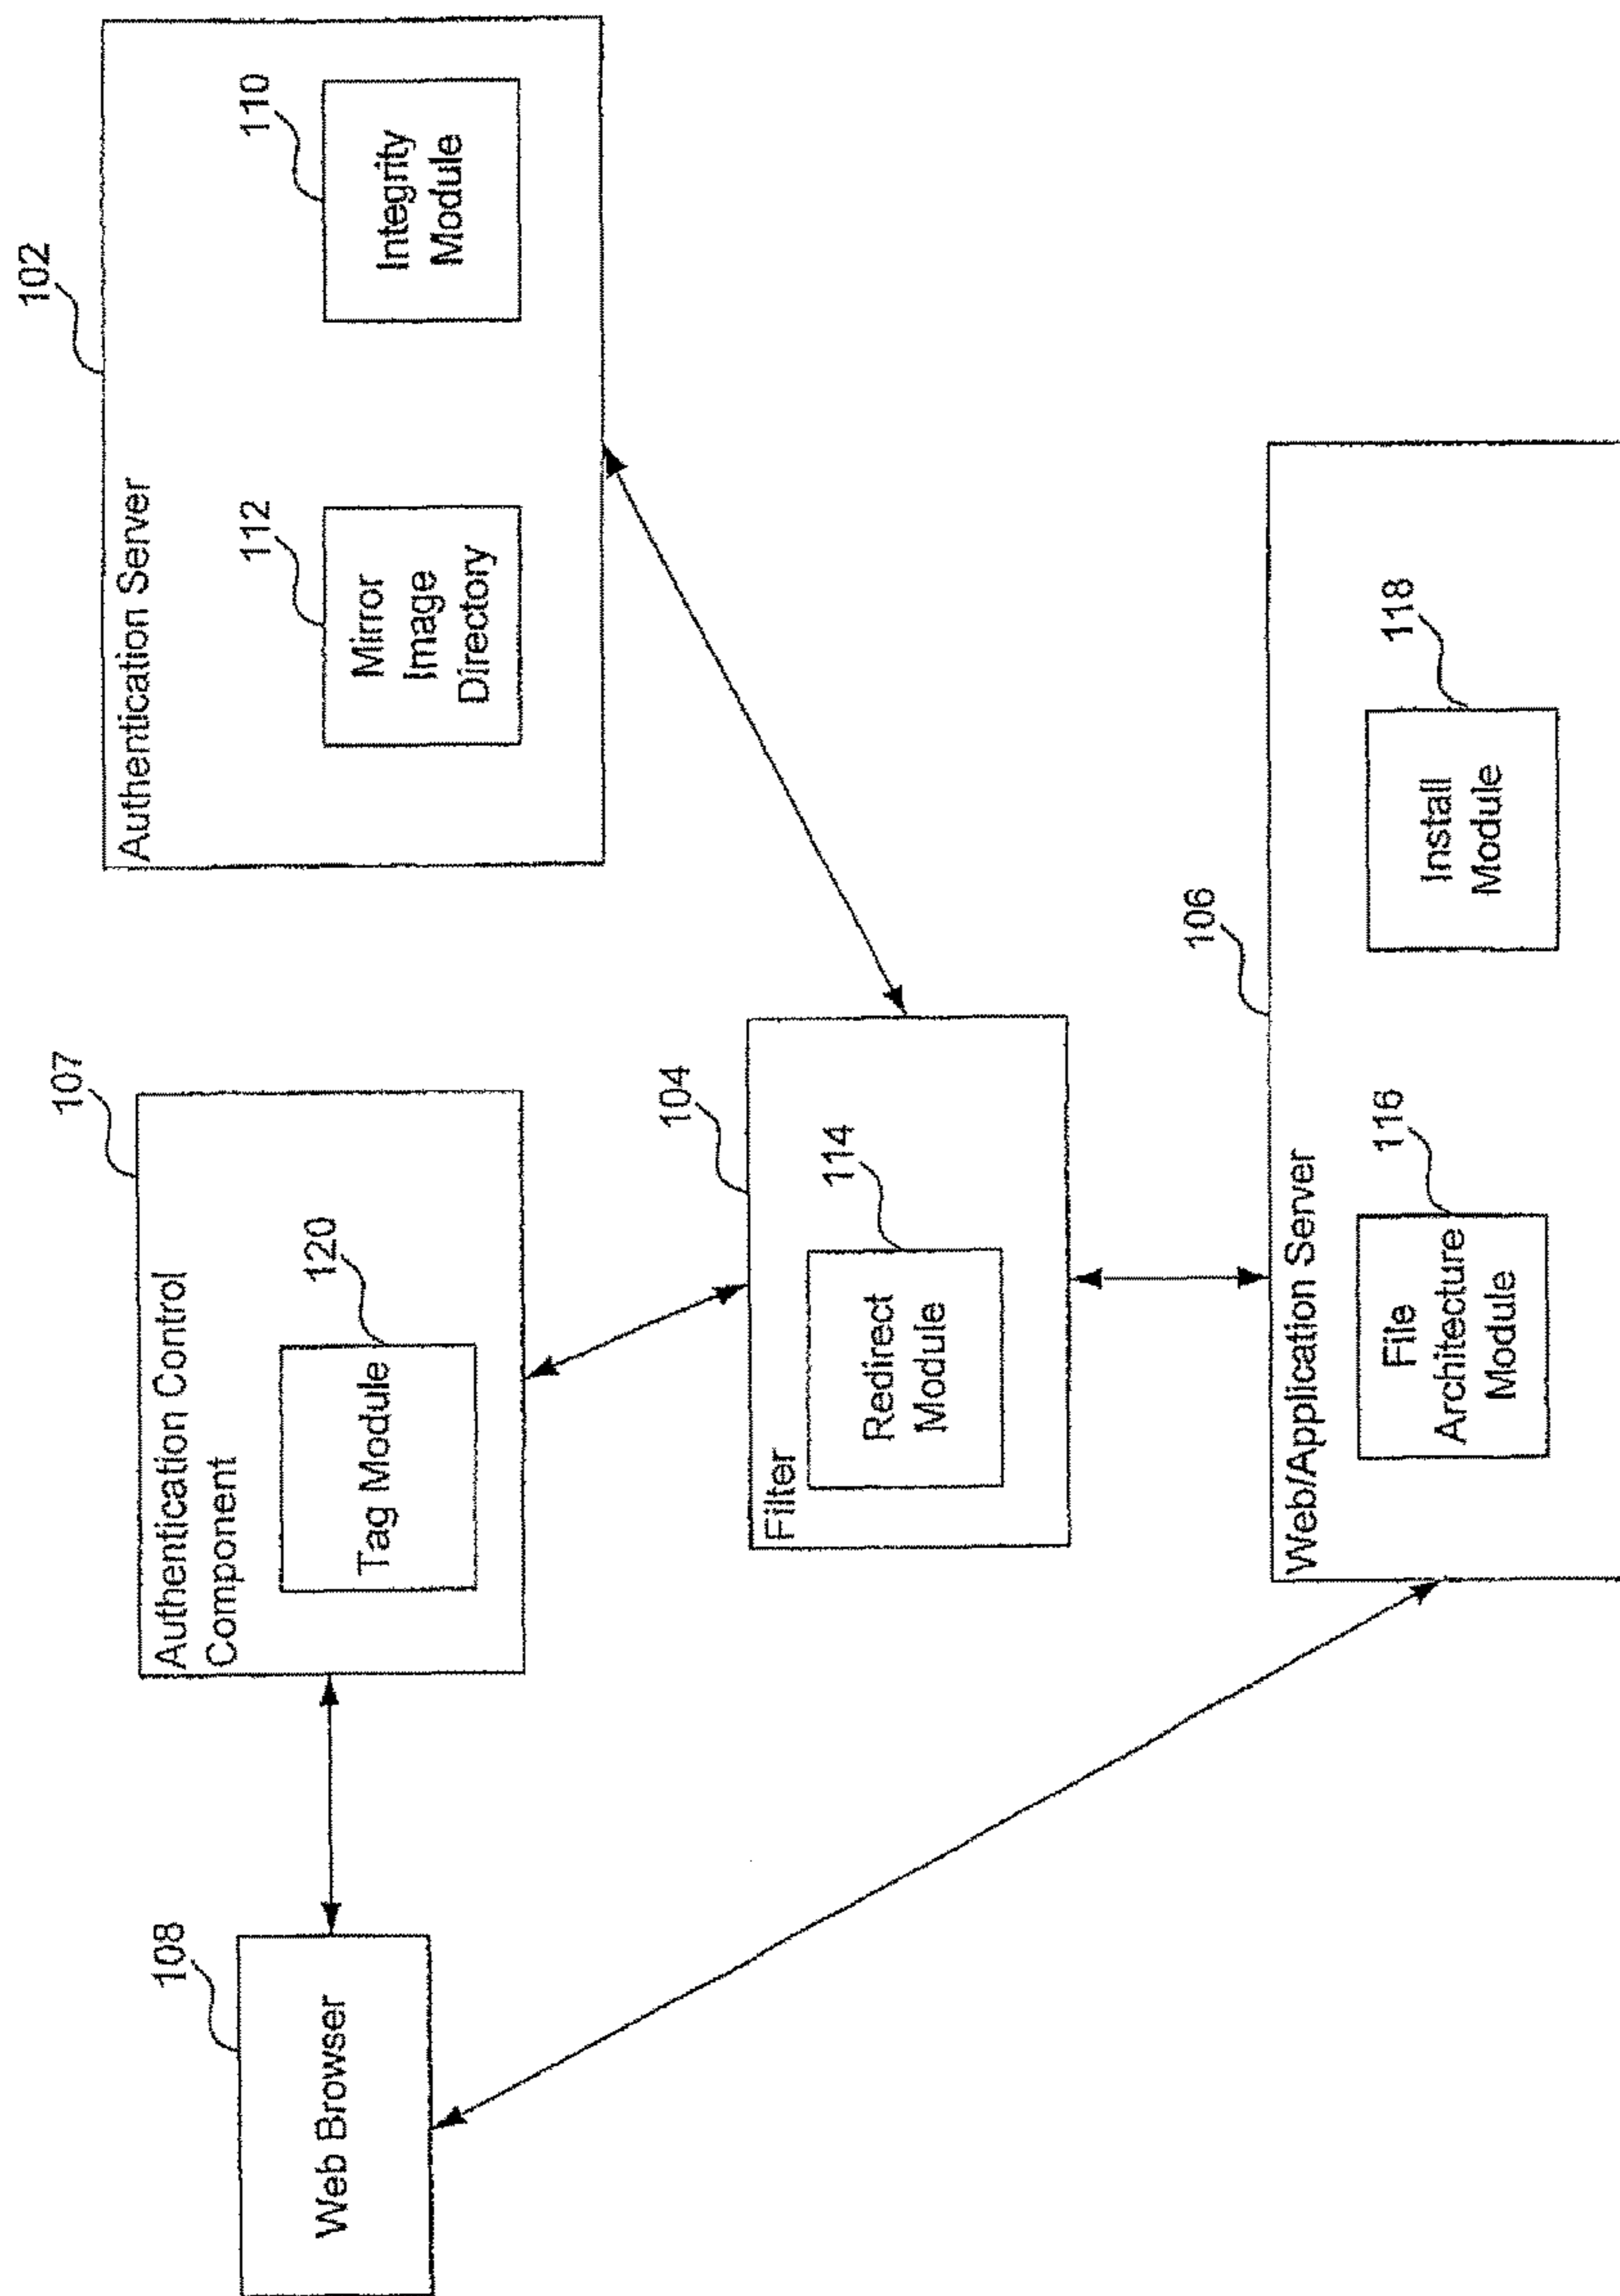 102
Authentication Server
112
Mirror
Image
Directory
110
Integrity
Module
107
Authentication Control
Component
120
Tag Module
108
Web Browser
104
Filter
114
Redirect
Module
106
Web/Application Server
116
File
Architecture
Module
118
Install
Module